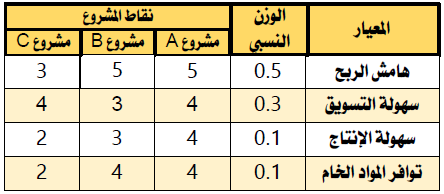 المعيار الوزن النسبي نقاط المشروع
مشروع A مشروع B مشروع C
هامش الربح 0.5 5 5 3
سهولة التسويق 0.3 4 3 4
سهولة الإنتاج 0.1 4 3 2
توافر المواد الخام 0.1 4 4 2